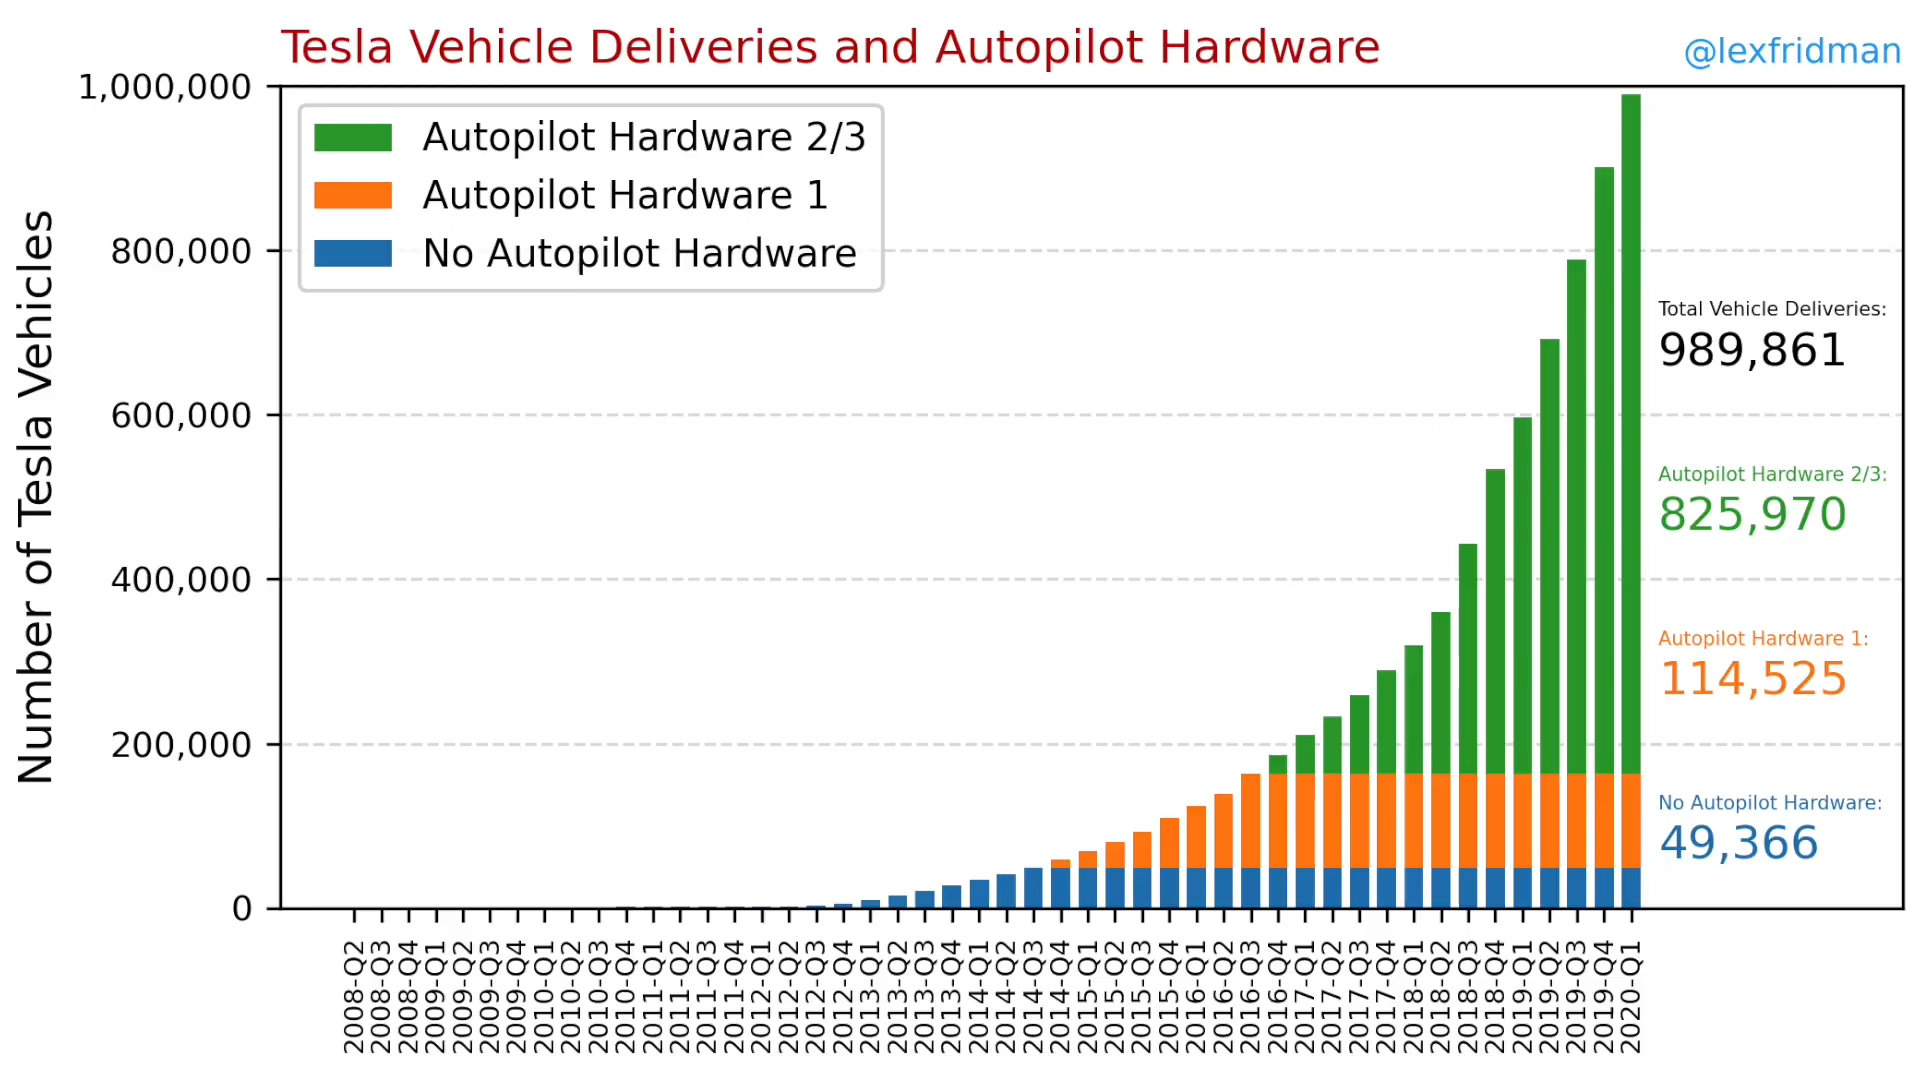 Tesla Vehicle Deliveries and Autopilot Hardware
@lexfridman
Number of Tesla Vehicles
1,000,000
800,000
600,000
400,000
200,000
0
Autopilot Hardware 2/3
Autopilot Hardware 1
No Autopilot Hardware
Total Vehicle Deliveries:
989,861
Autopilot Hardware 2/3:
825,970
Autopilot Hardware 1:
114,525
No Autopilot Hardware:
49,366
2008-Q2
2008-Q3
2008-Q4
2009-Q1
2009-Q2
2009-Q3
2009-Q4
2010-Q1
2010-Q2
2010-Q3
2010-Q4
2011-Q1
2011-Q2
2011-Q3
2011-Q4
2012-Q1
2012-Q2
2012-Q3
2012-Q4
2013-Q1
2013-Q2
2013-Q3
2013-Q4
2014-Q1
2014-Q2
2014-Q3
2014-Q4
2015-Q1
2015-Q2
2015-Q3
2015-Q4
2016-Q1
2016-Q2
2016-Q3
2016-Q4
2017-Q1
2017-Q2
2017-Q3
2017-Q4
2018-Q1
2018-Q2
2018-Q3
2018-Q4
2019-Q1
2019-Q2
2019-Q3
2019-Q4
2020-Q1